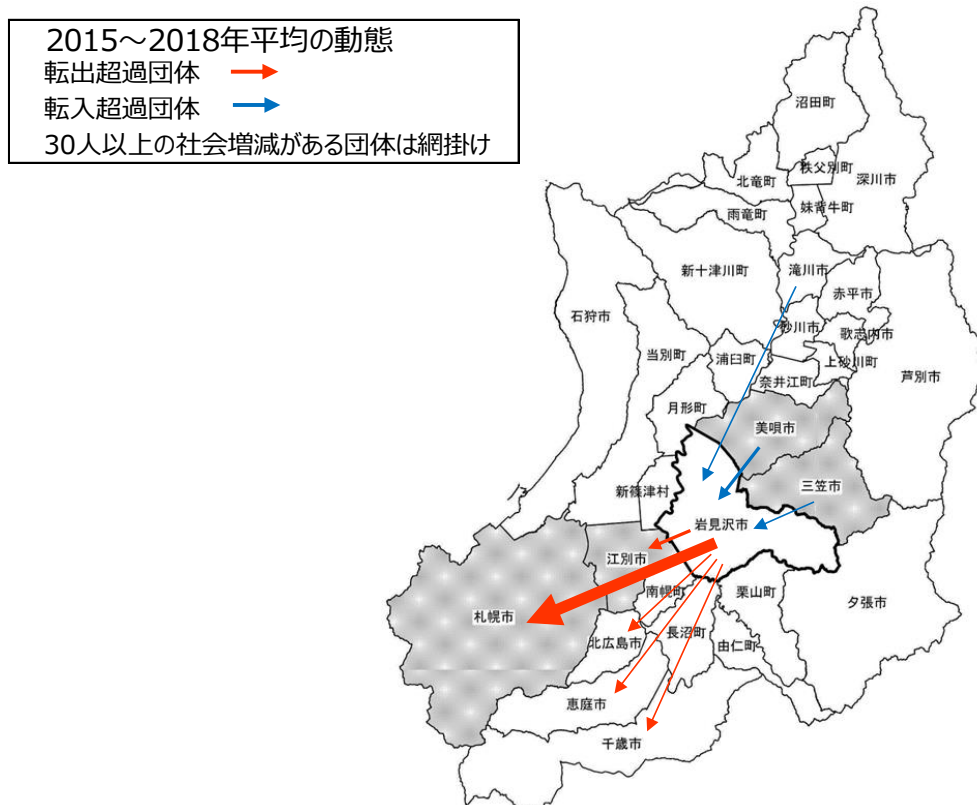 2015～2018年平均の動態
転出超過団体
転入超過団体
30人以上の社会増減がある団体は網掛け
沼田町
秩父別町
北竜町
深川市
妹背牛町
雨竜町
新十津川町
滝川市
赤平市
石狩市
砂川市
歌志内市
当別町
浦臼町
上砂川町
芦別市
奈井江町
月形町
美唄市
三笠市
新篠津村
岩見沢市
江別市
南幌町
栗山町
夕張市
札幌市
長沼町
北広島市
由仁町
恵庭市
千歳市